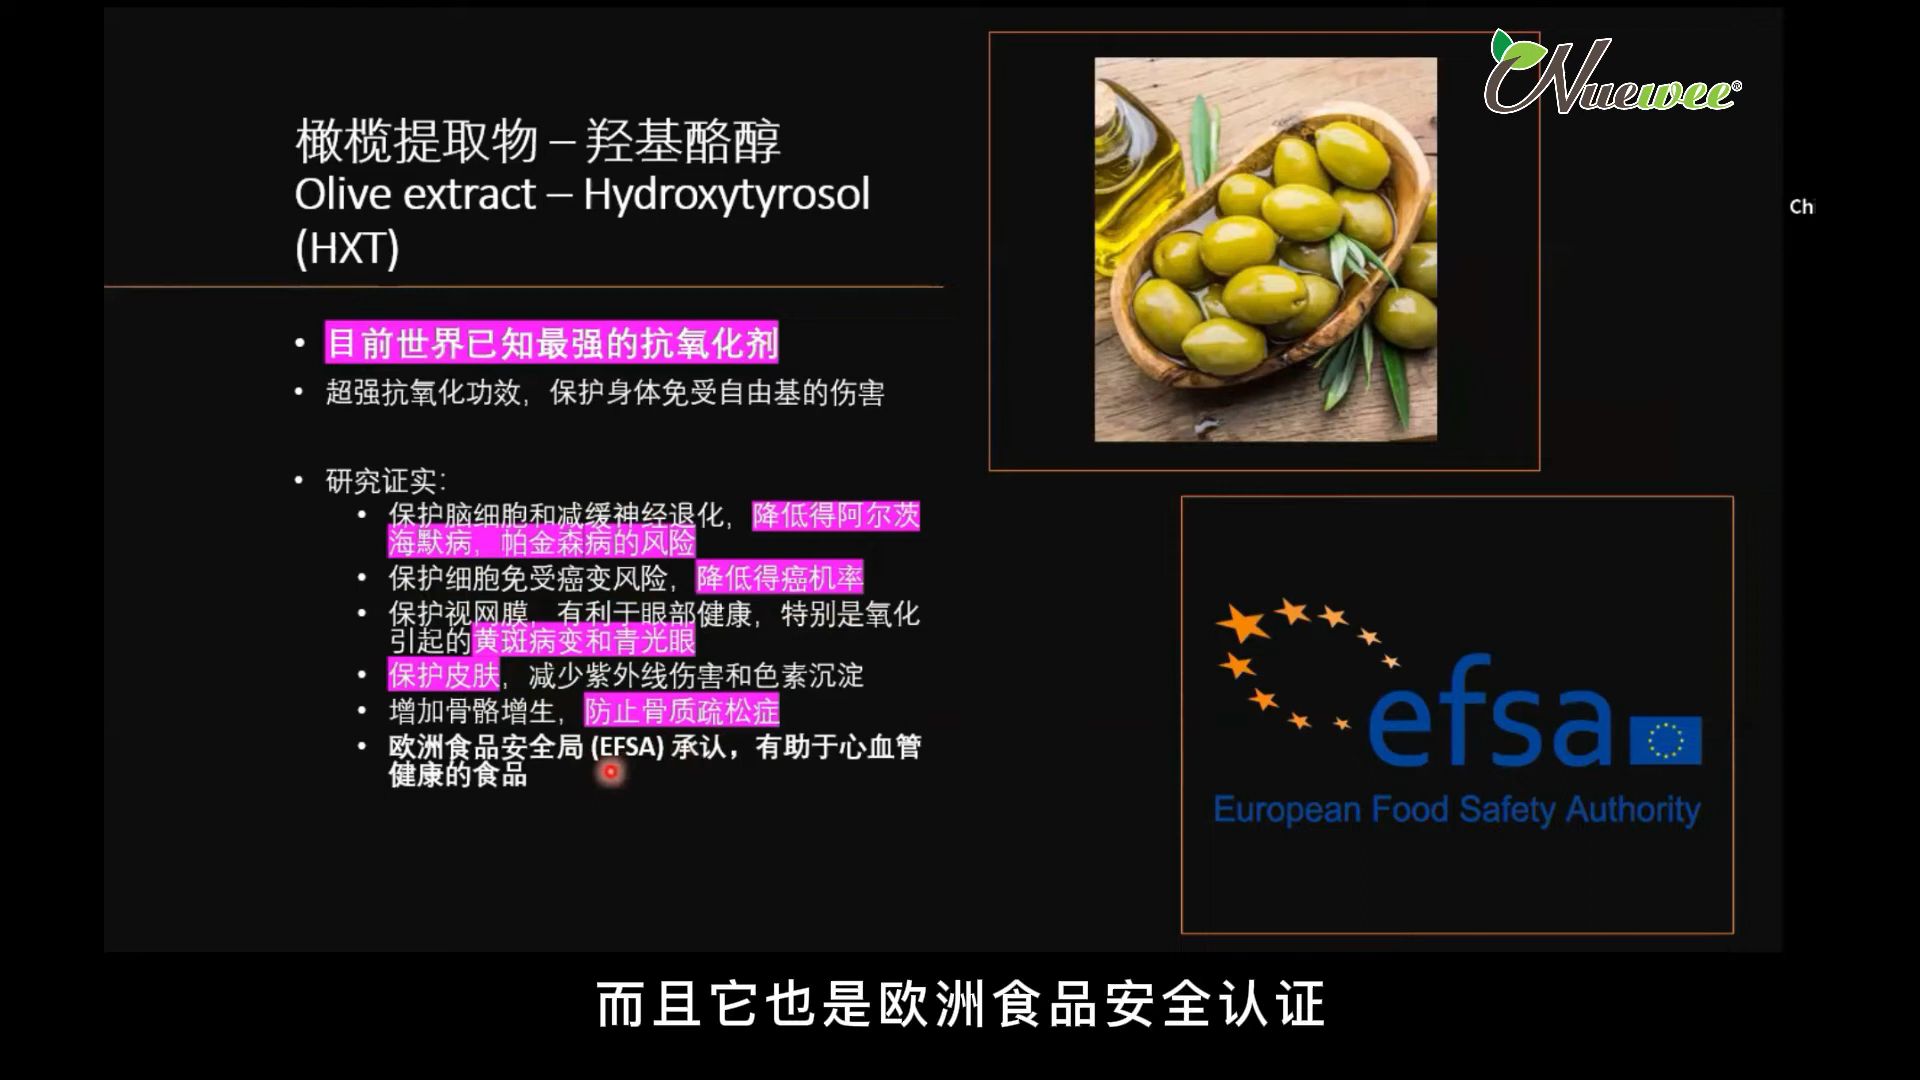 Nuewee®
橄榄提取物 – 羟基酪醇
Olive extract – Hydroxytyrosol
(HXT)
Ch
• 目前世界已知最强的抗氧化剂
• 超强抗氧化功效，保护身体免受自由基的伤害
• 研究证实：
• 保护脑细胞和减缓神经退化，降低得阿尔茨
海默病，帕金森病的风险
• 保护细胞免受癌变风险，降低得癌机率
• 保护视网膜，有利于眼部健康，特别是氧化
引起的黄斑病变和青光眼
• 保护皮肤，减少紫外线伤害和色素沉淀
• 增加骨骼增生，防止骨质疏松症
• 欧洲食品安全局 (EFSA) 承认，有助于心血管
健康的食品
efsa
European Food Safety Authority
而且它也是欧洲食品安全认证